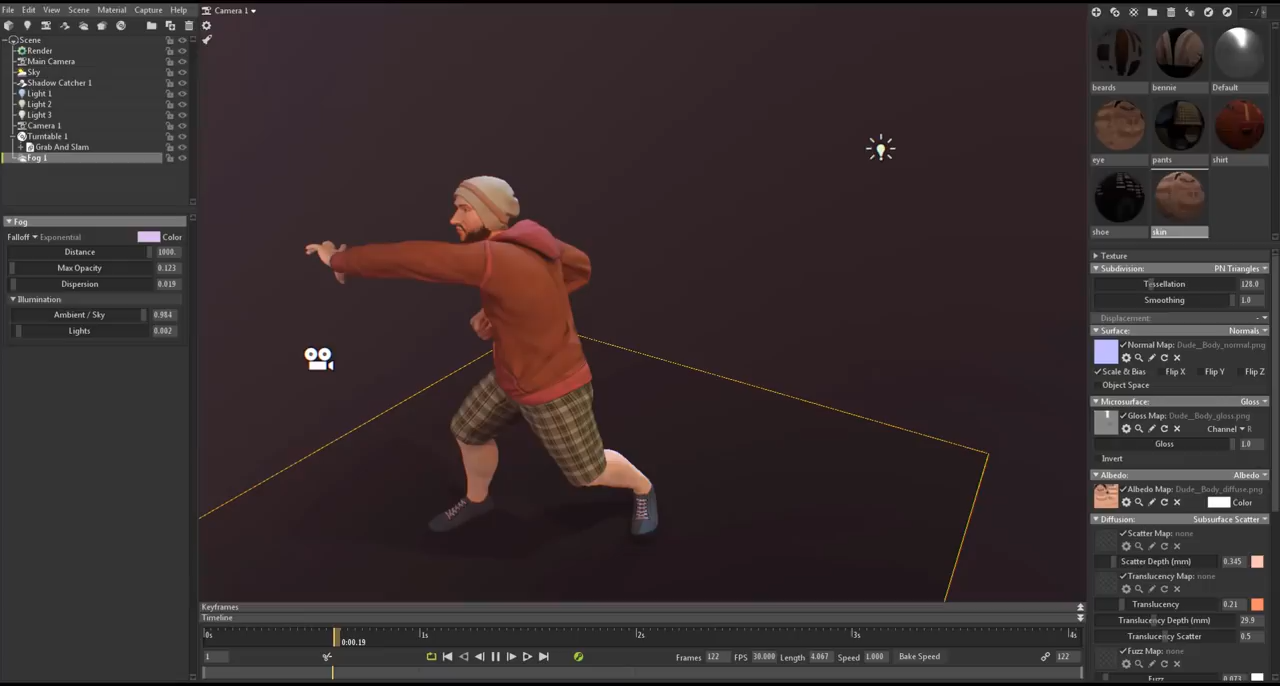 File Edit View Scene Material Capture Help
Scene
Render
Main Camera
Sky
Shadow Catcher 1
Light 1
Light 2
Light 3
Camera 1
Turntable 1
Grab And Slam
Fog 1
Fog
Falloff Exponential Color
Distance 1000.
Max Opacity 0.123
Dispersion 0.019
Illumination
Ambient / Sky 0.984
Lights 0.002
Camera 1
Keyframes
Timeline
0s 1s 2s 3s 4s
0:00.19
1 Frames 122 FPS 30.000 Length 4.067 Speed 1.000 Bake Speed 122
- /
beards bennie Default
eye pants shirt
shoe skin
Texture
Subdivision: PN Triangles
Tessellation 128.0
Smoothing 1.0
Displacement: -
Surface: Normals
Normal Map: Dude__Body_normal.png
Scale & Bias Flip X Flip Y Flip Z
Object Space
Microsurface: Gloss
Gloss Map: Dude__Body_gloss.png
Channel R
Gloss 1.0
Invert
Albedo: Albedo
Albedo Map: Dude__Body_diffuse.png
Color
Diffusion: Subsurface Scatter
Scatter Map: none
Scatter Depth (mm) 0.345
Translucency Map: none
Translucency 0.21
Translucency Depth (mm) 29.9
Translucency Scatter 0.5
Fuzz Map: none
Fuzz 0.073